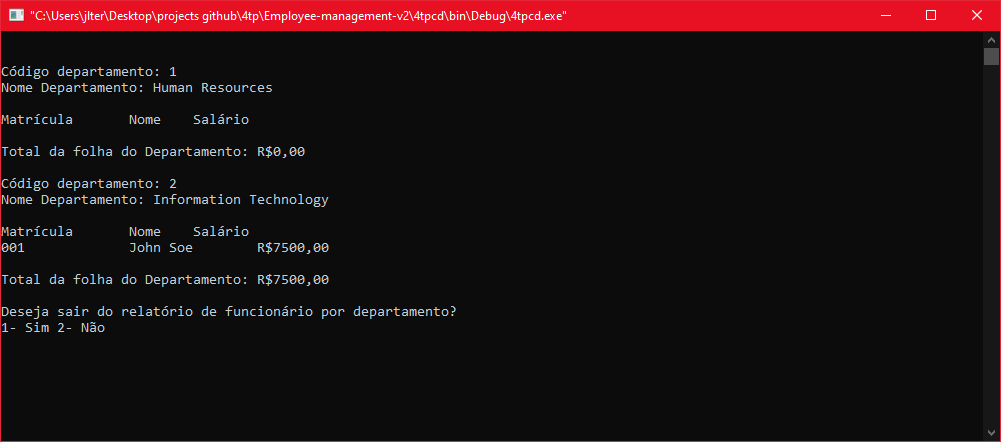 "C:\Users\jlter\Desktop\projects github\4tp\Employee-management-v2\4tpcd\bin\Debug\4tpcd.exe"
Código departamento: 1
Nome Departamento: Human Resources
Matrícula Nome Salário
Total da folha do Departamento: R$0,00
Código departamento: 2
Nome Departamento: Information Technology
Matrícula Nome Salário
001 John Soe R$7500,00
Total da folha do Departamento: R$7500,00
Deseja sair do relatório de funcionário por departamento?
1- Sim 2- Não